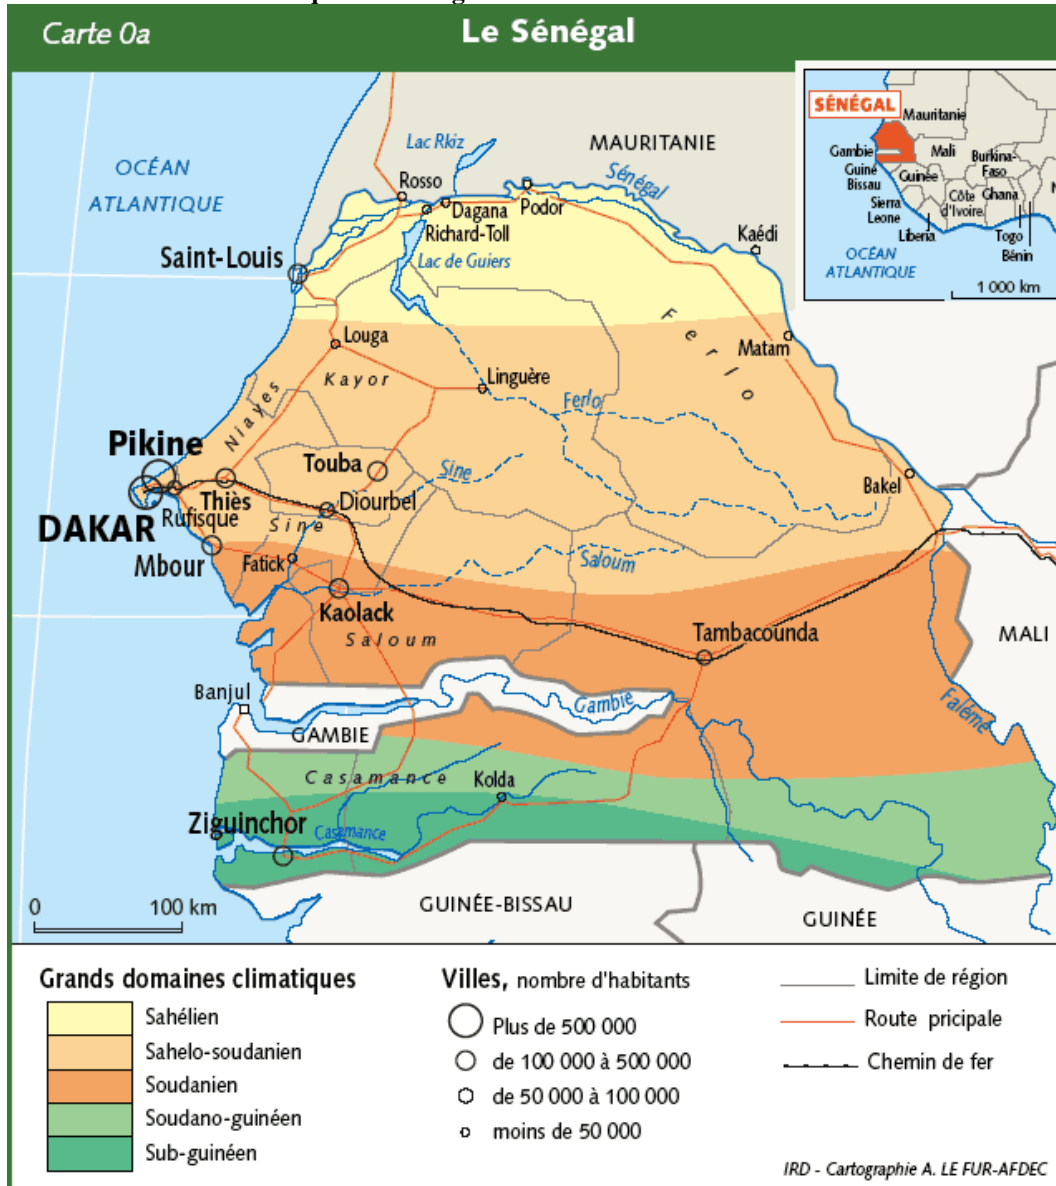 Carte 0a
Le Sénégal
SÉNÉGAL
Mauritanie
Gambie
Mali
Burkina-
Faso
Guiné
Bissau
Guinée
Sierra
Leone
Côte
d'Ivoire
Ghana
Liberia
Togo
Bénin
OCÉAN
ATLANTIQUE
1 000 km
OCÉAN
ATLANTIQUE
Lac Rkiz
MAURITANIE
Sénégal
Rosso
Dagana
Podor
Richard-Toll
Kaédi
Saint-Louis
Lac de Guiers
Louga
Ferlo
Matam
Kayor
Linguère
Niayes
Ferlo
Pikine
Touba
Sine
Bakel
Thiès
Diourbel
DAKAR
Rufisque
Sine
Mbour
Fatick
Saloum
Kaolack
Saloum
Tambacounda
MALI
Banjul
Gambie
Falémé
GAMBIE
Casamance
Kolda
Ziguinchor
Casamance
0
100 km
GUINÉE-BISSAU
GUINÉE
Grands domaines climatiques
Sahélien
Sahelo-soudanien
Soudanien
Soudano-guinéen
Sub-guinéen
Villes, nombre d'habitants
Plus de 500 000
de 100 000 à 500 000
de 50 000 à 100 000
moins de 50 000
Limite de région
Route pricipale
Chemin de fer
IRD - Cartographie A. LE FUR-AFDEC